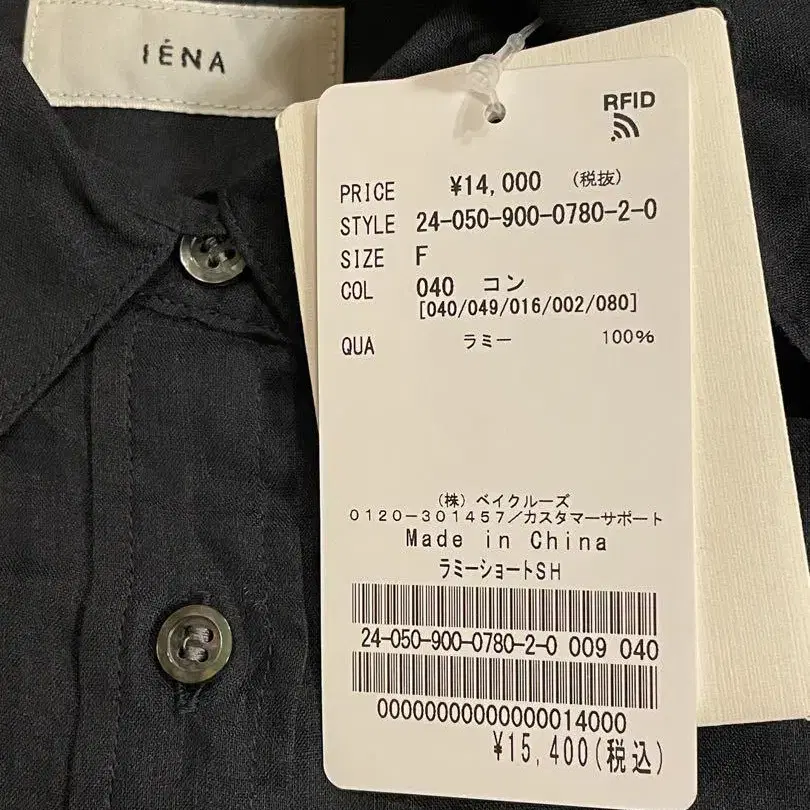 IÉNA
RFID
PRICE ¥14,000 (税抜)
STYLE 24-050-900-0780-2-0
SIZE F
COL 040 コン
[040/049/016/002/080]
QUA ラミー 100%
(株) ベイクルーズ
0120-301457/カスタマーサポート
Made in China
ラミーショートSH
24-050-900-0780-2-0 009 040
00000000000000014000
¥15,400(税込)